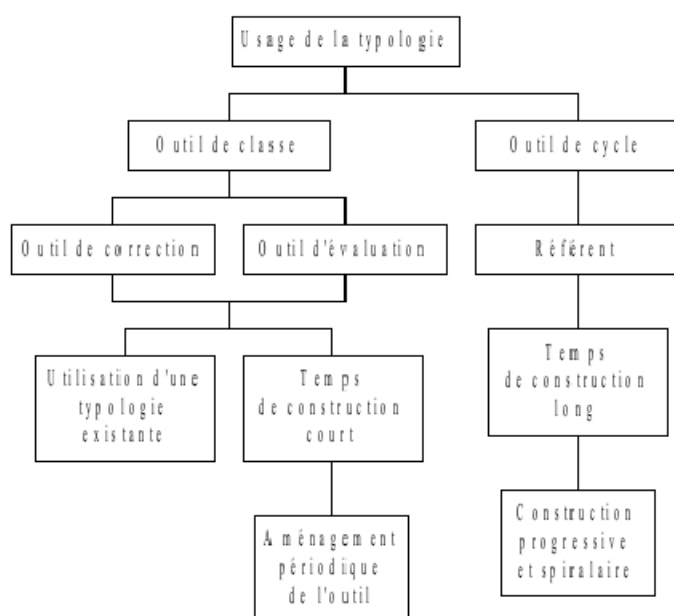 Usage de la typologie
Outil de classe
Outil de cycle
Outil de correction
Outil d'évaluation
Référent
Utilisation d'une
typologie
existante
Temps
de construction
court
Temps
de construction
long
Aménagement
périodique
de l'outil
Construction
progressive
et spiralaire